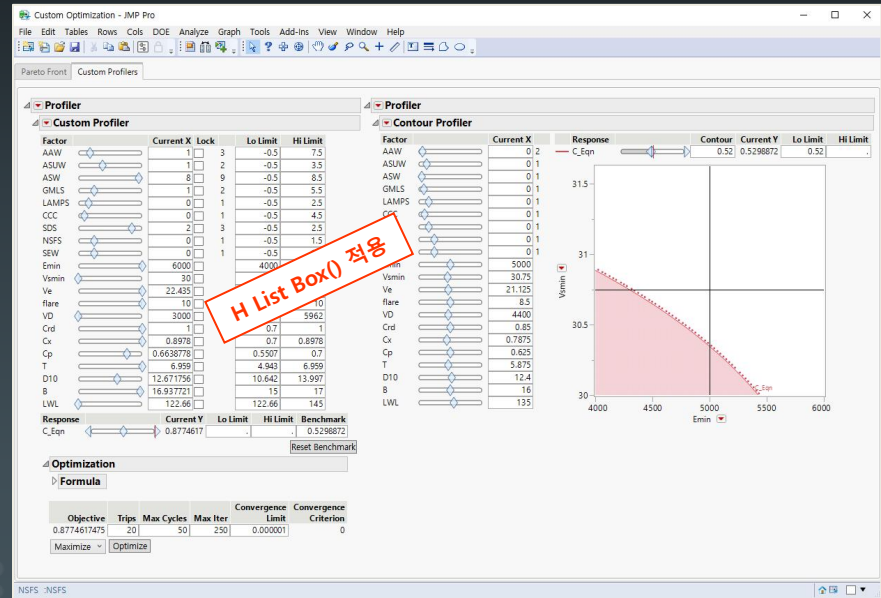 Custom Optimization - JMP Pro
File Edit Tables Rows Cols DOE Analyze Graph Tools Add-Ins View Window Help
Pareto Front Custom Profilers
Profiler
Custom Profiler
Factor Current X Lock Lo Limit Hi Limit
AAW 1 3 -0.5 7.5
ASUW 1 2 -0.5 3.5
ASW 8 9 -0.5 8.5
GMLS 1 2 -0.5 5.5
LAMPS 0 1 -0.5 2.5
CCC 0 1 -0.5 4.5
SDS 2 3 -0.5 2.5
NSFS 0 1 -0.5 1.5
SEW 0 1 -0.5
Emin 6000 4000
Vsmin 30
Ve 22.435
flare 10 10
VD 3000 5962
Crd 1 0.7 1
Cx 0.8978 0.7 0.8978
Cp 0.6638778 0.5507 0.7
T 6.959 4.943 6.959
D10 12.671756 10.642 13.997
B 16.937721 15 17
LWL 122.66 122.66 145
Response Current Y Lo Limit Hi Limit Benchmark
C_Eqn 0.8774617 . . 0.5298872
Reset Benchmark
Optimization
Formula
Objective Trips Max Cycles Max Iter Convergence Limit Convergence Criterion
0.8774617475 20 50 250 0.000001 0
Maximize Optimize
H List Box() 적용
Profiler
Contour Profiler
Factor Current X
AAW 0 2
ASUW 0 1
ASW 0 1
GMLS 0 1
LAMPS 0 1
CCC 0 1
0 1
0 1
0 1
Emin 5000
Vsmin 30.75
Ve 21.125
flare 8.5
VD 4400
Crd 0.85
Cx 0.7875
Cp 0.625
T 5.875
D10 12.4
B 16
LWL 135
Response Contour Current Y Lo Limit Hi Limit
C_Eqn 0.52 0.5298872 0.52 .
31.5
31
30.5
30
Vsmin
C_Eqn
4000 4500 5000 5500 6000
Emin
NSFS :NSFS